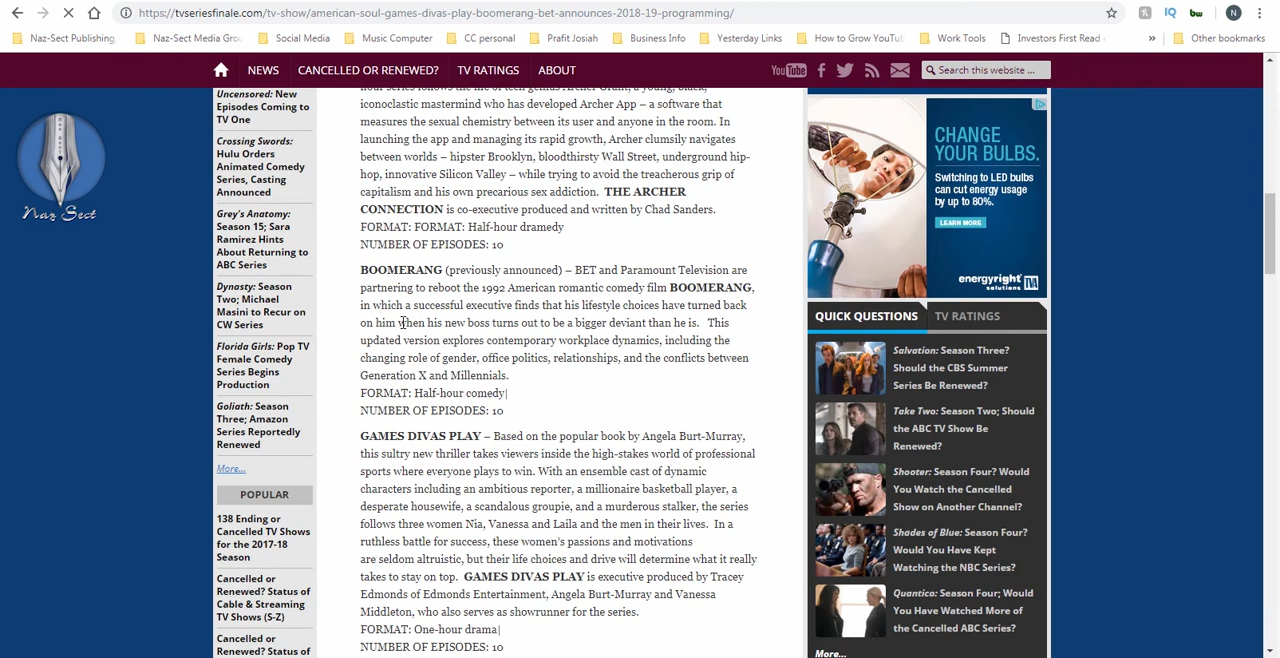 https://tvseriesfinale.com/tv-show/american-soul-games-divas-play-boomerang-bet-announces-2018-19-programming/
N
Naz-Sect Publishing,
Naz-Sect Media Grou
Social Media
Music Computer
CC personal
Prafit Josiah
Business Info
Yesterday Links
How to Grow YouTu
Work Tools
Investors First Read
»
Other bookmarks
NEWS
CANCELLED OR RENEWED?
TV RATINGS
ABOUT
YouTube
Search this website ...
Naz Sect
Uncensored: New
Episodes Coming to
TV One
Crossing Swords:
Hulu Orders
Animated Comedy
Series, Casting
Announced
Grey's Anatomy:
Season 15; Sara
Ramirez Hints
About Returning to
ABC Series
Dynasty: Season
Two; Michael
Masini to Recur on
CW Series
Florida Girls: Pop TV
Female Comedy
Series Begins
Production
Goliath: Season
Three; Amazon
Series Reportedly
Renewed
More...
POPULAR
138 Ending or
Cancelled TV Shows
for the 2017-18
Season
Cancelled or
Renewed? Status of
Cable & Streaming
TV Shows (S-Z)
Cancelled or
Renewed? Status of
hour series follows the life of tech genius Archer Grant, a young, black,
iconoclastic mastermind who has developed Archer App – a software that
measures the sexual chemistry between its user and anyone in the room. In
launching the app and managing its rapid growth, Archer clumsily navigates
between worlds – hipster Brooklyn, bloodthirsty Wall Street, underground hip-
hop, innovative Silicon Valley – while trying to avoid the treacherous grip of
capitalism and his own precarious sex addiction. THE ARCHER
CONNECTION is co-executive produced and written by Chad Sanders.
FORMAT: FORMAT: Half-hour dramedy
NUMBER OF EPISODES: 10
BOOMERANG (previously announced) – BET and Paramount Television are
partnering to reboot the 1992 American romantic comedy film BOOMERANG,
in which a successful executive finds that his lifestyle choices have turned back
on him when his new boss turns out to be a bigger deviant than he is. This
updated version explores contemporary workplace dynamics, including the
changing role of gender, office politics, relationships, and the conflicts between
Generation X and Millennials.
FORMAT: Half-hour comedy|
NUMBER OF EPISODES: 10
GAMES DIVAS PLAY – Based on the popular book by Angela Burt-Murray,
this sultry new thriller takes viewers inside the high-stakes world of professional
sports where everyone plays to win. With an ensemble cast of dynamic
characters including an ambitious reporter, a millionaire basketball player, a
desperate housewife, a scandalous groupie, and a murderous stalker, the series
follows three women Nia, Vanessa and Laila and the men in their lives. In a
ruthless battle for success, these women's passions and motivations
are seldom altruistic, but their life choices and drive will determine what it really
takes to stay on top. GAMES DIVAS PLAY is executive produced by Tracey
Edmonds of Edmonds Entertainment, Angela Burt-Murray and Vanessa
Middleton, who also serves as showrunner for the series.
FORMAT: One-hour drama|
NUMBER OF EPISODES: 10
CHANGE
YOUR BULBS.
Switching to LED bulbs
can cut energy usage
by up to 80%.
LEARN MORE
energyright
solutions
TVA
QUICK QUESTIONS
TV RATINGS
Salvation: Season Three?
Should the CBS Summer
Series Be Renewed?
Take Two: Season Two; Should
the ABC TV Show Be
Renewed?
Shooter: Season Four? Would
You Watch the Cancelled
Show on Another Channel?
Shades of Blue: Season Four?
Would You Have Kept
Watching the NBC Series?
Quantico: Season Four; Would
You Have Watched More of
the Cancelled ABC Series?
More...